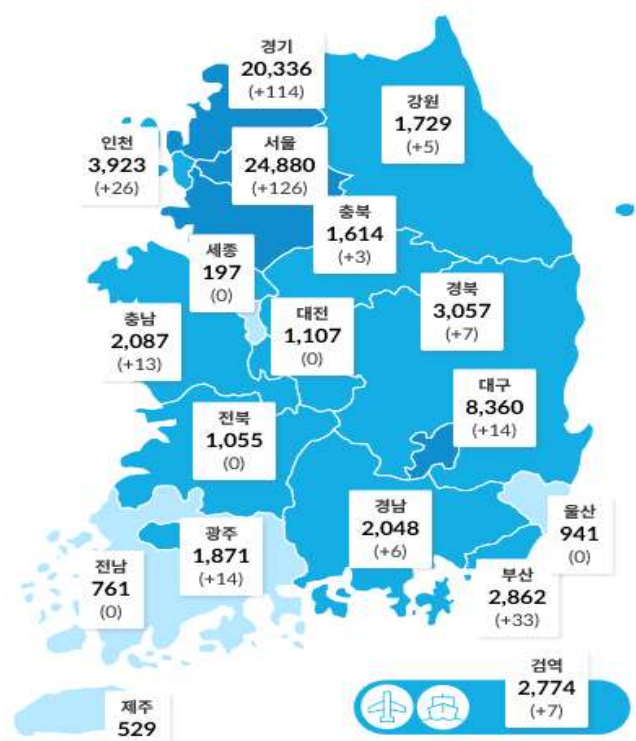 경기
20,336
(+114)
강원
1,729
(+5)
인천
3,923
(+26)
서울
24,880
(+126)
충북
1,614
(+3)
세종
197
(0)
경북
3,057
(+7)
대전
1,107
(0)
충남
2,087
(+13)
대구
8,360
(+14)
전북
1,055
(0)
경남
2,048
(+6)
울산
941
(0)
광주
1,871
(+14)
전남
761
(0)
부산
2,862
(+33)
검역
2,774
(+7)
제주
529